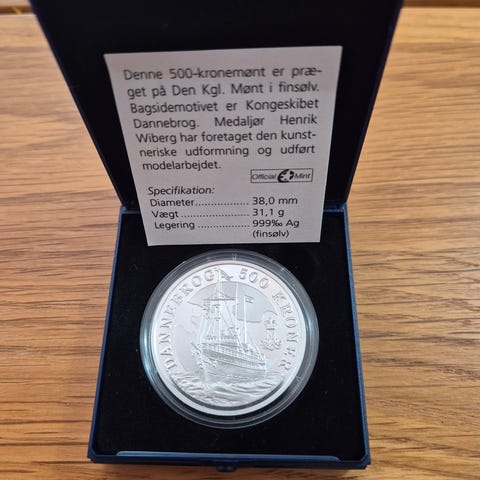 Denne 500-kronemønt er præ-
get på Den Kgl. Mønt i finsølv.
Bagsidemotivet er Kongeskibet
Dannebrog. Medaljør Henrik
Wiberg har foretaget den kunst-
neriske udformning og udført
modelarbejdet.
Official Mint
Specifikation:
Diameter.................. 38,0 mm
Vægt ........................ 31,1 g
Legering ................... 999‰ Ag
(finsølv)
DANNEBROG 500 KRONER